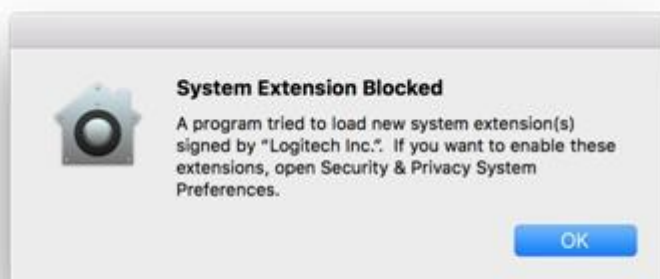 System Extension Blocked
A program tried to load new system extension(s)
signed by “Logitech Inc.”.  If you want to enable these
extensions, open Security & Privacy System
Preferences.
OK